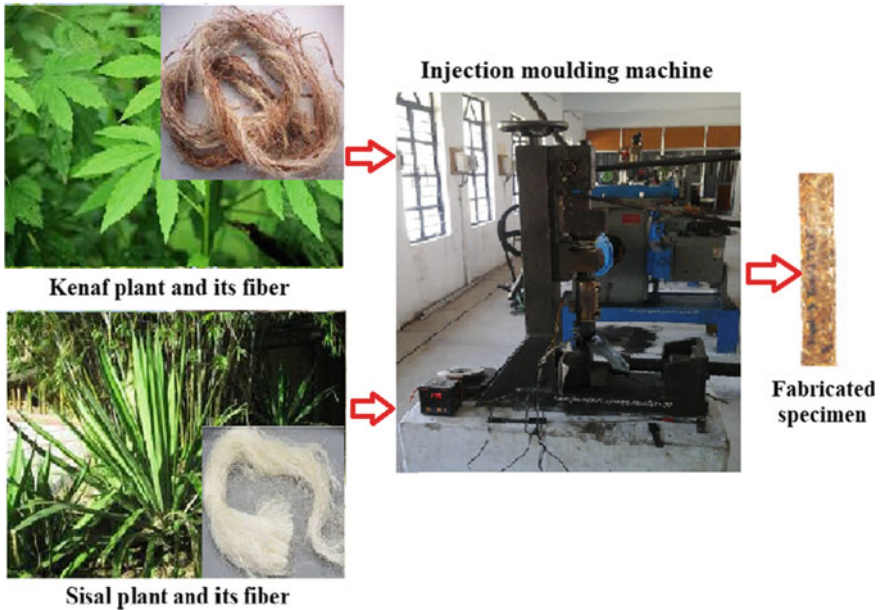 Kenaf plant and its fiber
Sisal plant and its fiber
Injection moulding machine
Fabricated
specimen